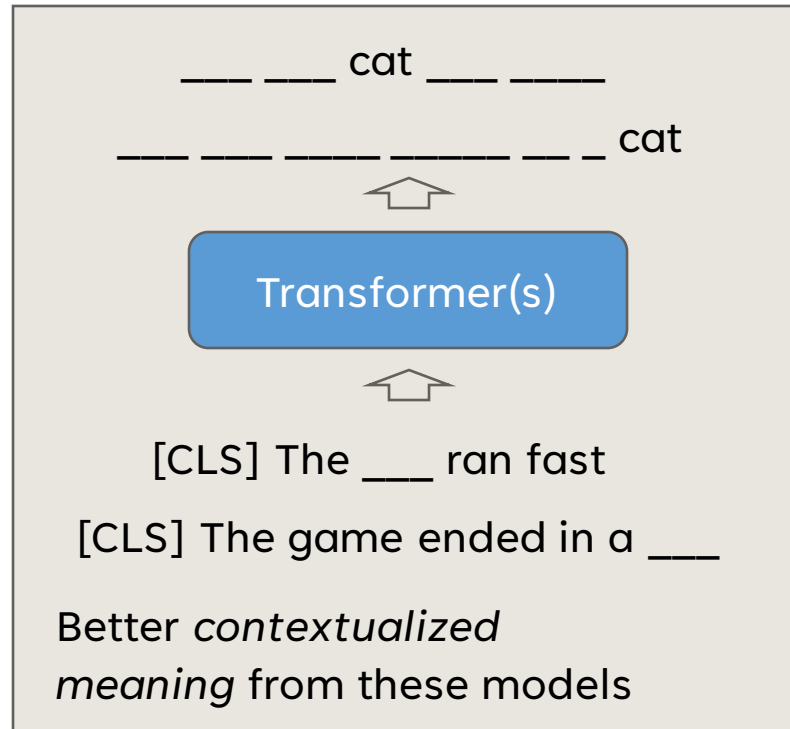 ___ ___ cat ___ ____
___ ___ ____ _____ __ _ cat
Transformer(s)
[CLS] The ___ ran fast
[CLS] The game ended in a ___
Better contextualized
meaning from these models